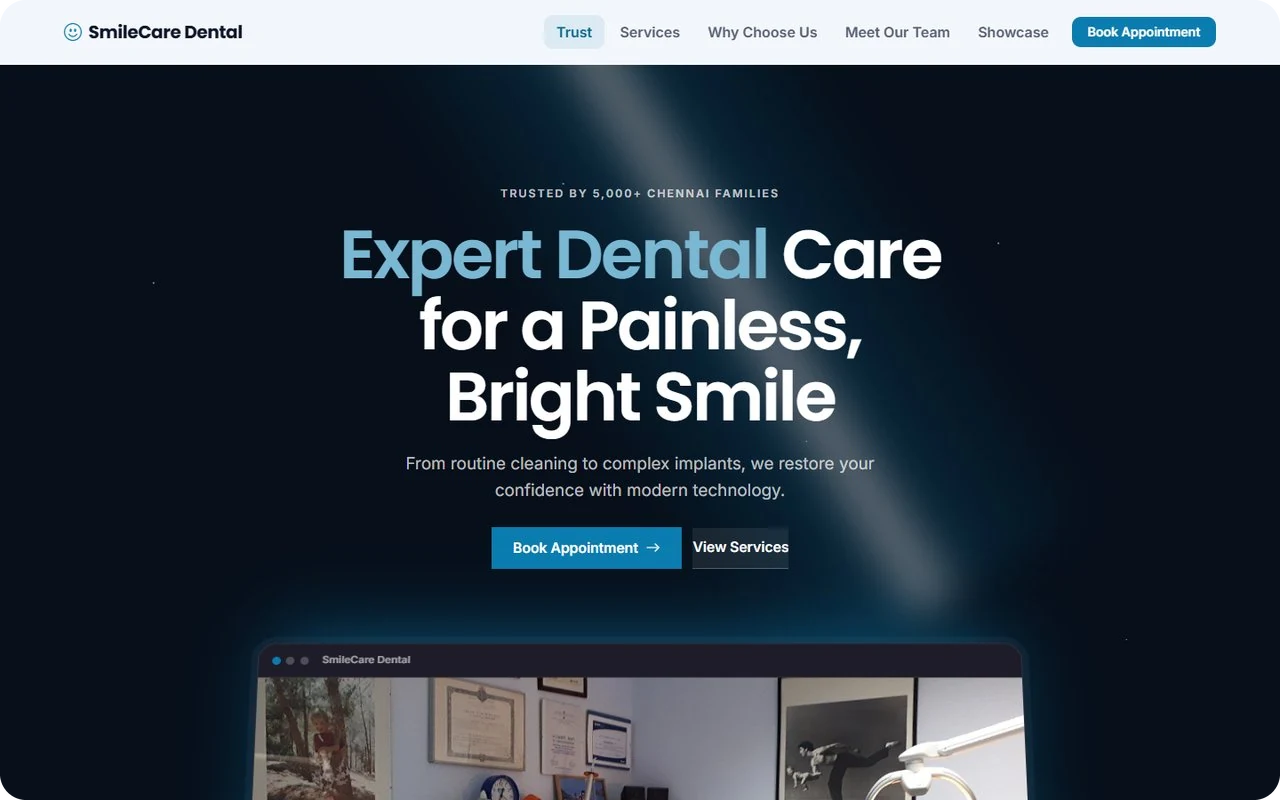 SmileCare Dental
Trust
Services
Why Choose Us
Meet Our Team
Showcase
Book Appointment
TRUSTED BY 5,000+ CHENNAI FAMILIES
Expert Dental Care
for a Painless,
Bright Smile
From routine cleaning to complex implants, we restore your
confidence with modern technology.
Book Appointment →
View Services
SmileCare Dental